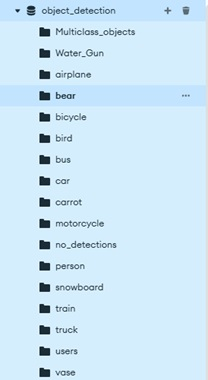 object_detection
Multiclass_objects
Water_Gun
airplane
bear
bicycle
bird
bus
car
carrot
motorcycle
no_detections
person
snowboard
train
truck
users
vase